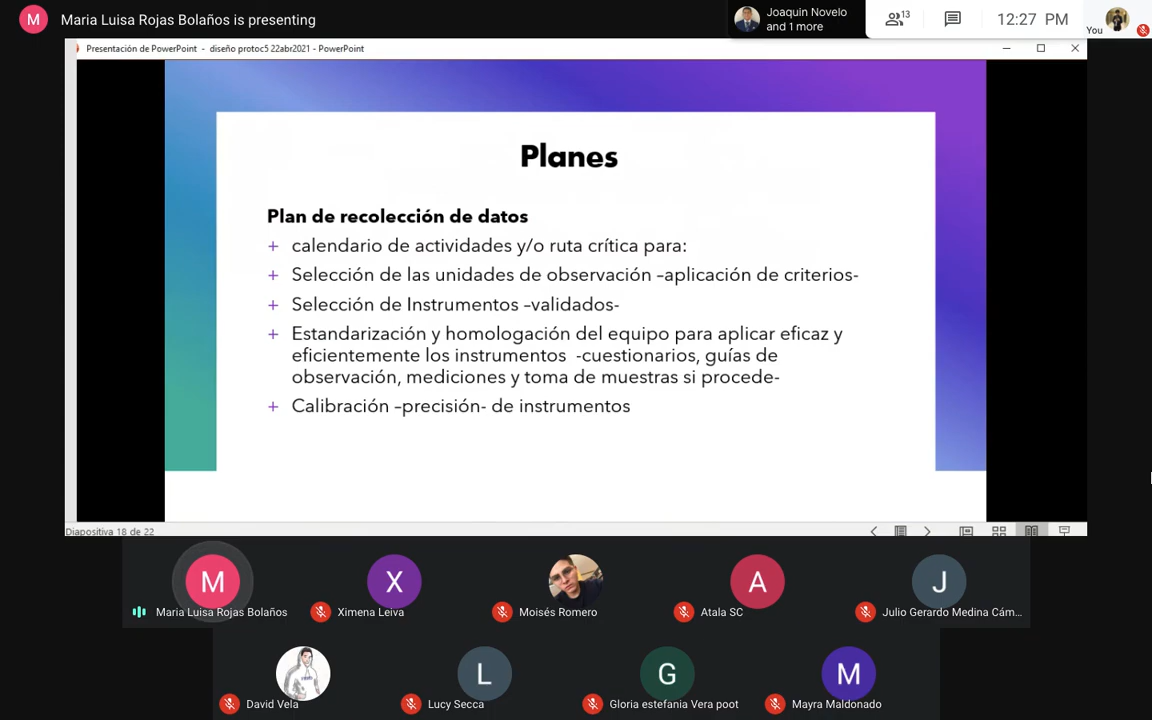 M
Maria Luisa Rojas Bolaños is presenting
Joaquin Novelo
and 1 more
13
12:27 PM
You
Presentación de PowerPoint - diseño protoc5 22abr2021 - PowerPoint
Planes
Plan de recolección de datos
+ calendario de actividades y/o ruta crítica para:
+ Selección de las unidades de observación –aplicación de criterios-
+ Selección de Instrumentos –validados-
+ Estandarización y homologación del equipo para aplicar eficaz y
eficientemente los instrumentos -cuestionarios, guías de
observación, mediciones y toma de muestras si procede-
+ Calibración –precisión- de instrumentos
Diapositiva 18 de 22
M
X
A
J
Maria Luisa Rojas Bolaños
Ximena Leiva
Moisés Romero
Atala SC
Julio Gerardo Medina Cám...
L
G
M
David Vela
Lucy Secca
Gloria estefania Vera poot
Mayra Maldonado